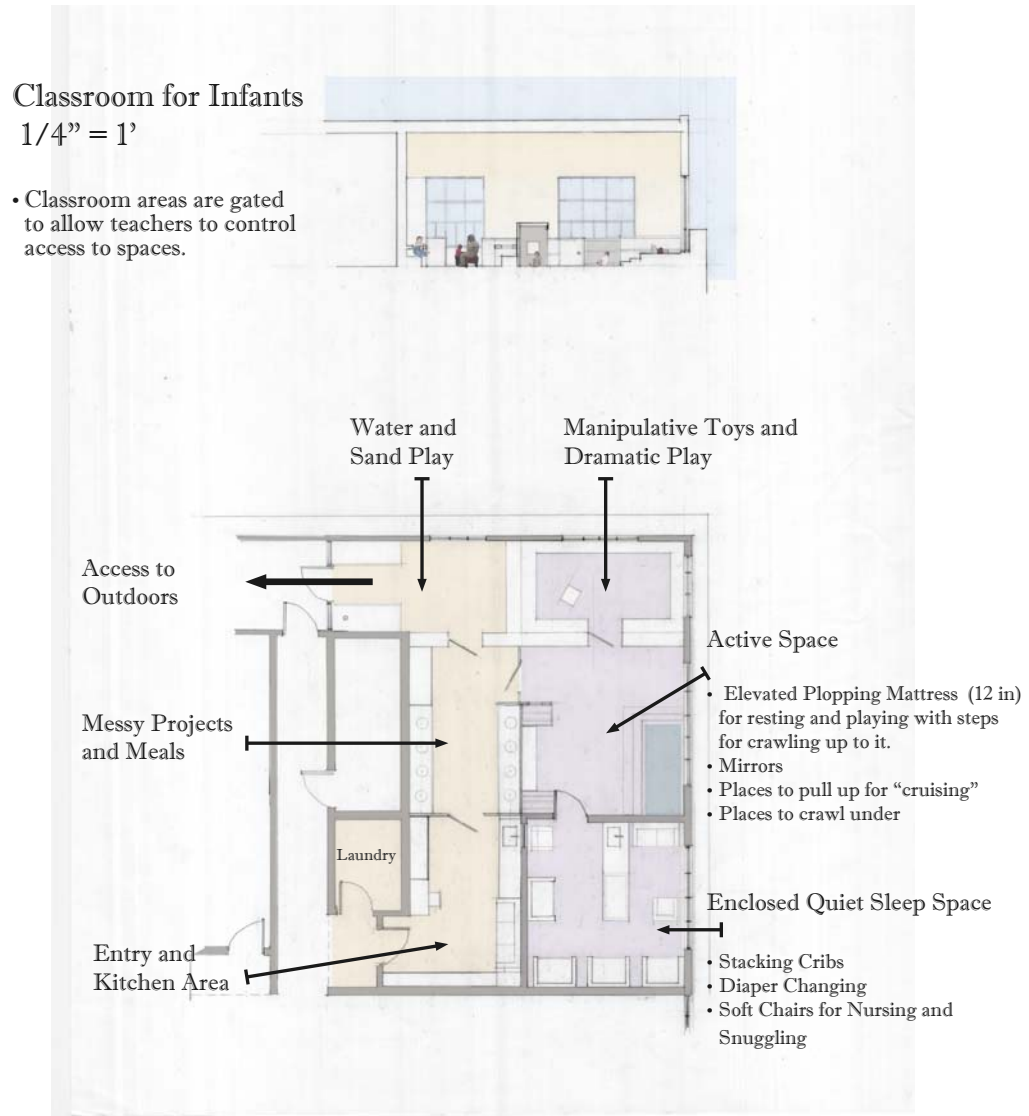 Classroom for Infants
1/4” = 1’
• Classroom areas are gated
to allow teachers to control
access to spaces.
Water and
Sand Play
Manipulative Toys and
Dramatic Play
Access to
Outdoors
Active Space
• Elevated Plopping Mattress (12 in)
for resting and playing with steps
for crawling up to it.
• Mirrors
• Places to pull up for “cruising”
• Places to crawl under
Messy Projects
and Meals
Laundry
Enclosed Quiet Sleep Space
• Stacking Cribs
• Diaper Changing
• Soft Chairs for Nursing and
Snuggling
Entry and
Kitchen Area